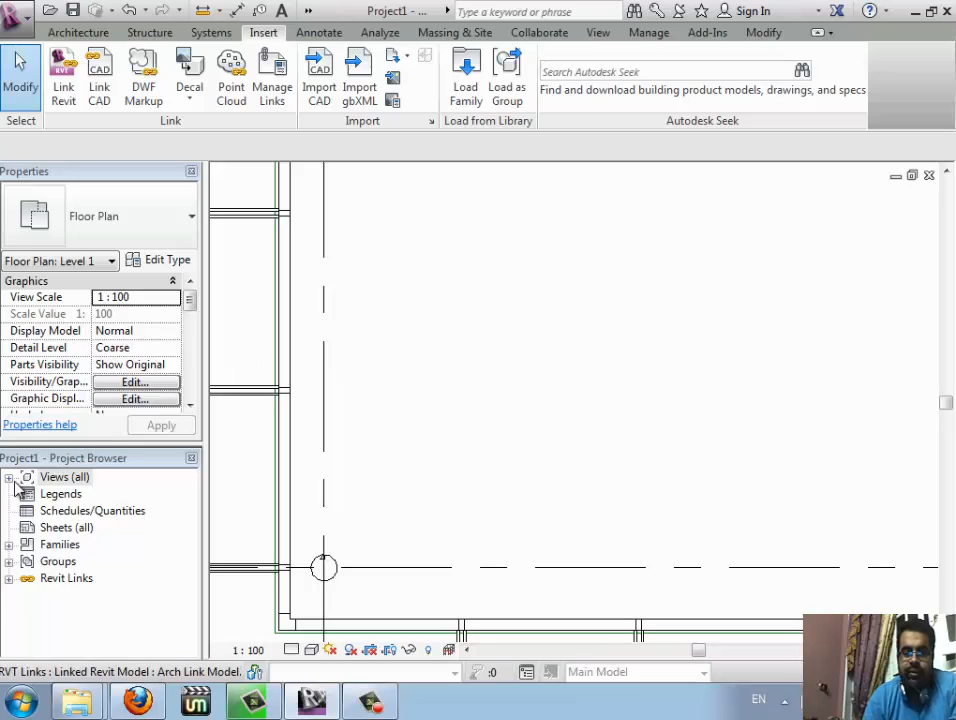 Project1 - ...
Type a keyword or phrase
Sign In
Architecture
Structure
Systems
Insert
Annotate
Analyze
Massing & Site
Collaborate
View
Manage
Add-Ins
Modify
Modify
Link Revit
Link CAD
DWF Markup
Decal
Point Cloud
Manage Links
Import CAD
Import gbXML
Load Family
Load as Group
Search Autodesk Seek
Find and download building product models, drawings, and specs
Select
Link
Import
Load from Library
Autodesk Seek
Properties
Floor Plan
Floor Plan: Level 1
Edit Type
Graphics
View Scale 1 : 100
Scale Value 1: 100
Display Model Normal
Detail Level Coarse
Parts Visibility Show Original
Visibility/Grap... Edit...
Graphic Displ... Edit...
Properties help
Apply
Project1 - Project Browser
Views (all)
Legends
Schedules/Quantities
Sheets (all)
Families
Groups
Revit Links
1 : 100
RVT Links : Linked Revit Model : Arch Link Model.
:0
Main Model
EN